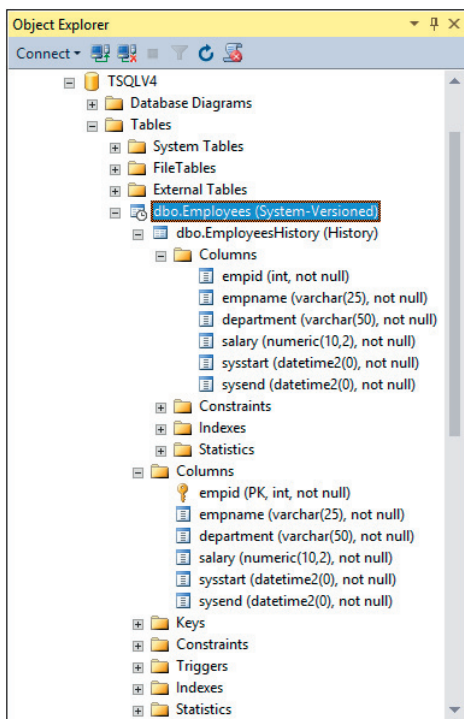 Object Explorer
Connect
TSQLV4
Database Diagrams
Tables
System Tables
FileTables
External Tables
dbo.Employees (System-Versioned)
dbo.EmployeesHistory (History)
Columns
empid (int, not null)
empname (varchar(25), not null)
department (varchar(50), not null)
salary (numeric(10,2), not null)
sysstart (datetime2(0), not null)
sysend (datetime2(0), not null)
Constraints
Indexes
Statistics
Columns
empid (PK, int, not null)
empname (varchar(25), not null)
department (varchar(50), not null)
salary (numeric(10,2), not null)
sysstart (datetime2(0), not null)
sysend (datetime2(0), not null)
Keys
Constraints
Triggers
Indexes
Statistics